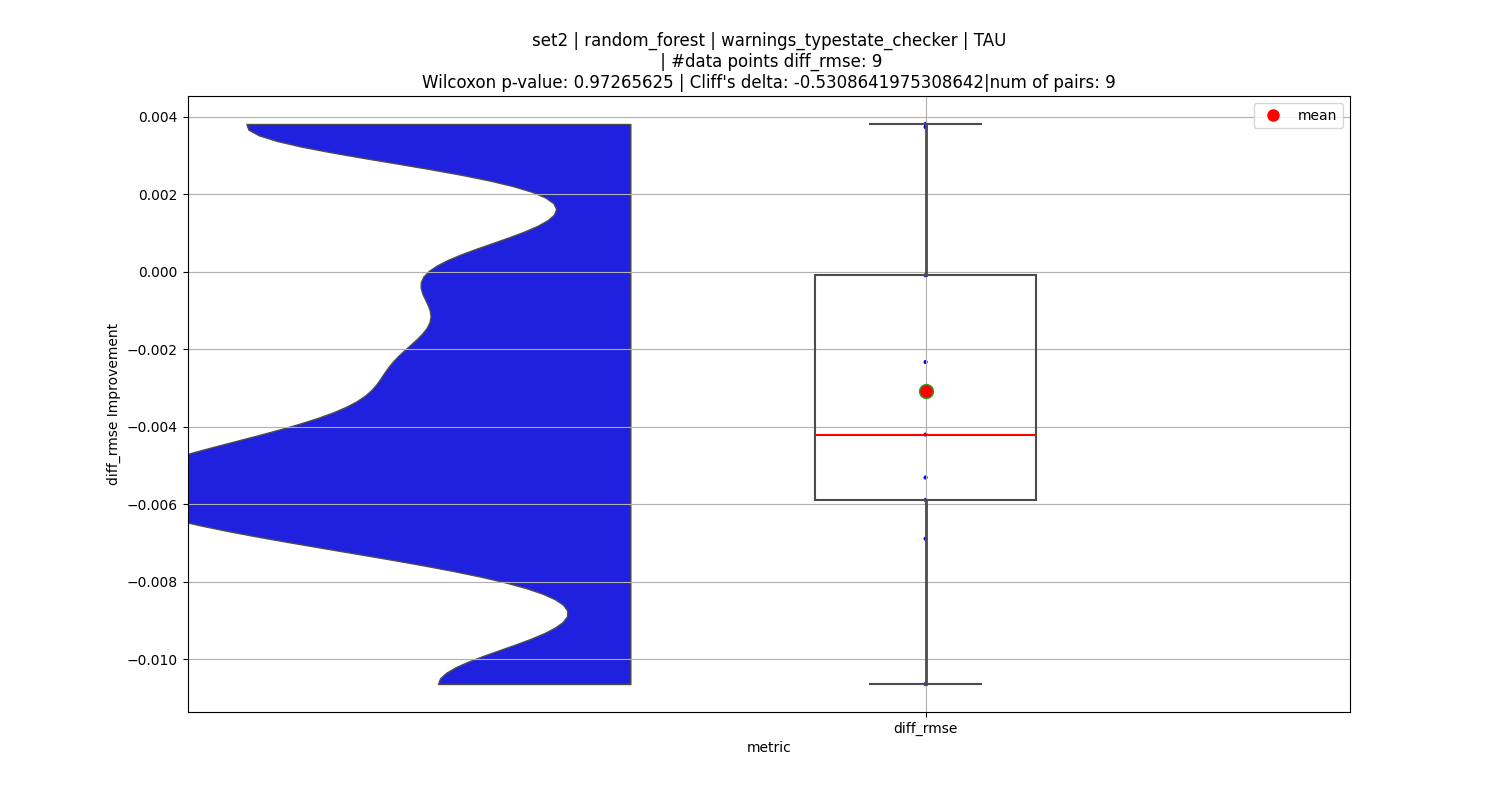 set2 | random_forest | warnings_typestate_checker | TAU
| #data points diff_rmse: 9
Wilcoxon p-value: 0.97265625 | Cliff's delta: -0.5308641975308642|num of pairs: 9
mean
0.004
0.002
0.000
−0.002
−0.004
−0.006
−0.008
−0.010
diff_rmse Improvement
diff_rmse
metric